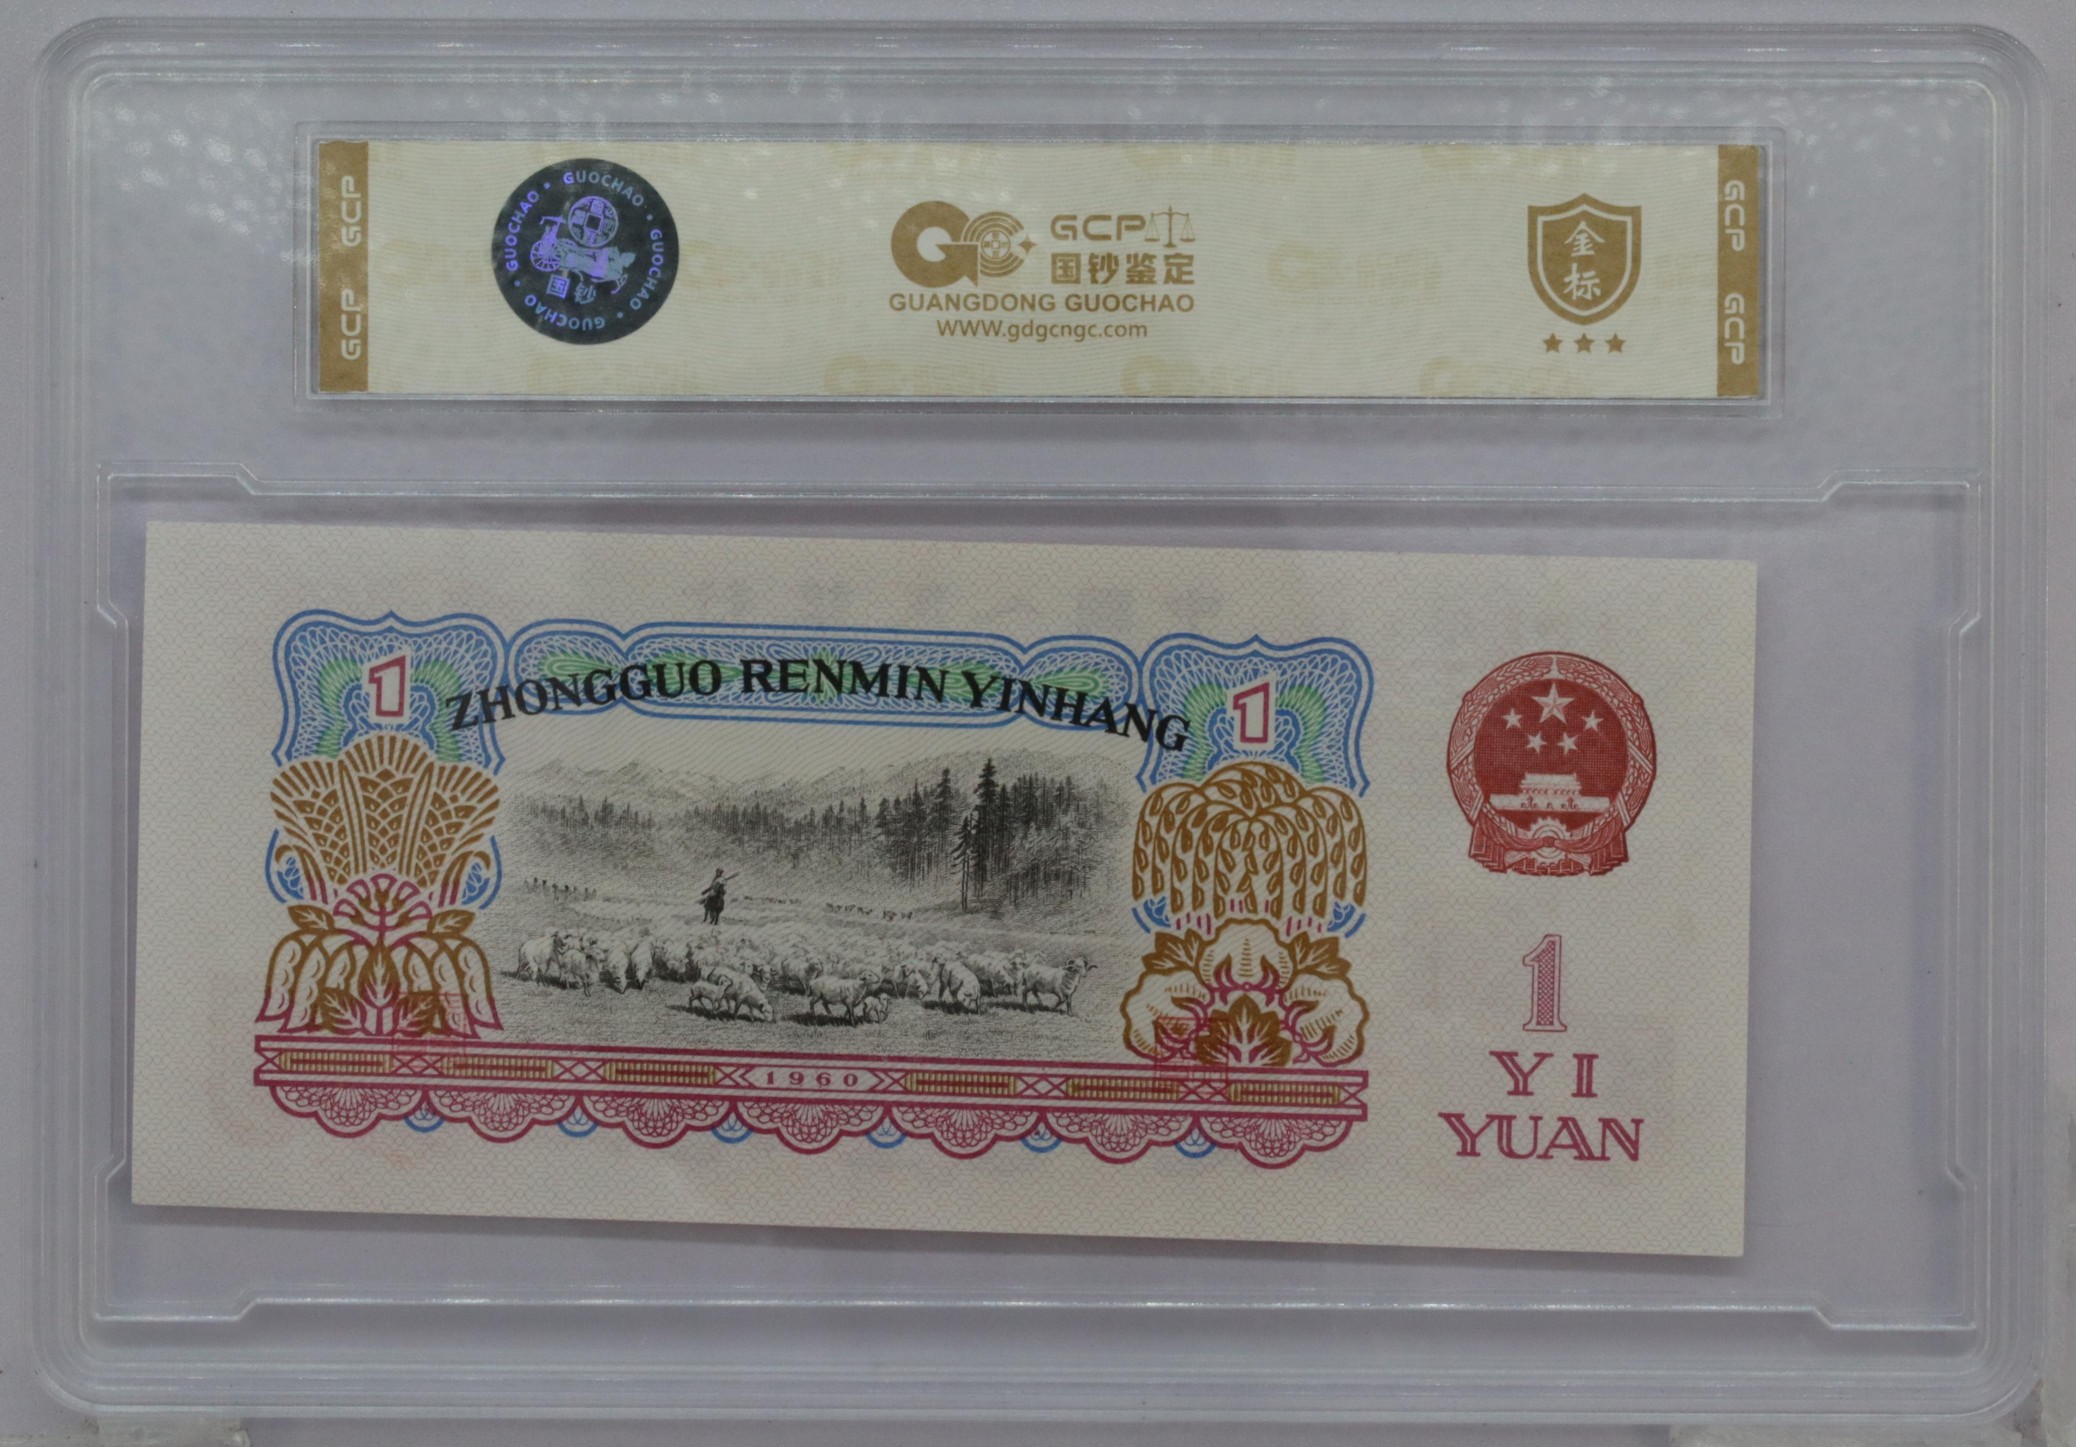 GCP GCP
GUOCHAO • GUOCHAO • GUOCHAO • GUOCHAO •
国钞
GCP
国钞鉴定
GUANGDONG GUOCHAO
WWW.gdgcngc.com
金标
GCP GCP
1
ZHONGGUO RENMIN YINHANG
1
1960
1
YI
YUAN